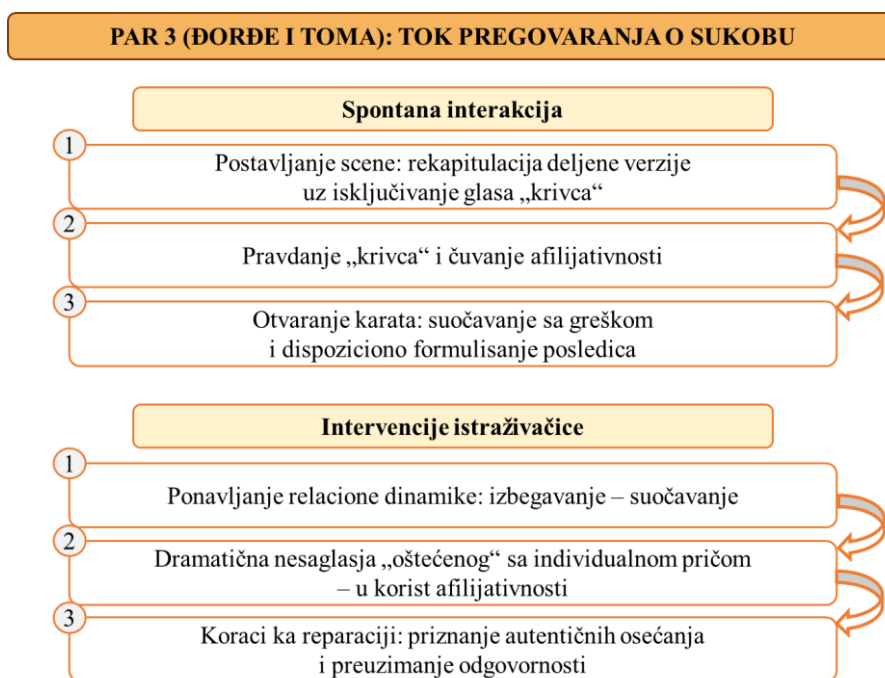 PAR 3 (ĐORĐE I TOMA): TOK PREGOVARANJA O SUKOBU
Spontana interakcija
1
Postavljanje scene: rekapitulacija deljene verzije
uz isključivanje glasa „krivca“
2
Pravdanje „krivca“ i čuvanje afilijativnosti
3
Otvaranje karata: suočavanje sa greškom
i dispoziciono formulisanje posledica
Intervencije istraživačice
1
Ponavljanje relacione dinamike: izbegavanje – suočavanje
2
Dramatična nesaglasja „oštećenog“ sa individualnom pričom
– u korist afilijativnosti
3
Koraci ka reparaciji: priznanje autentičnih osećanja
i preuzimanje odgovornosti